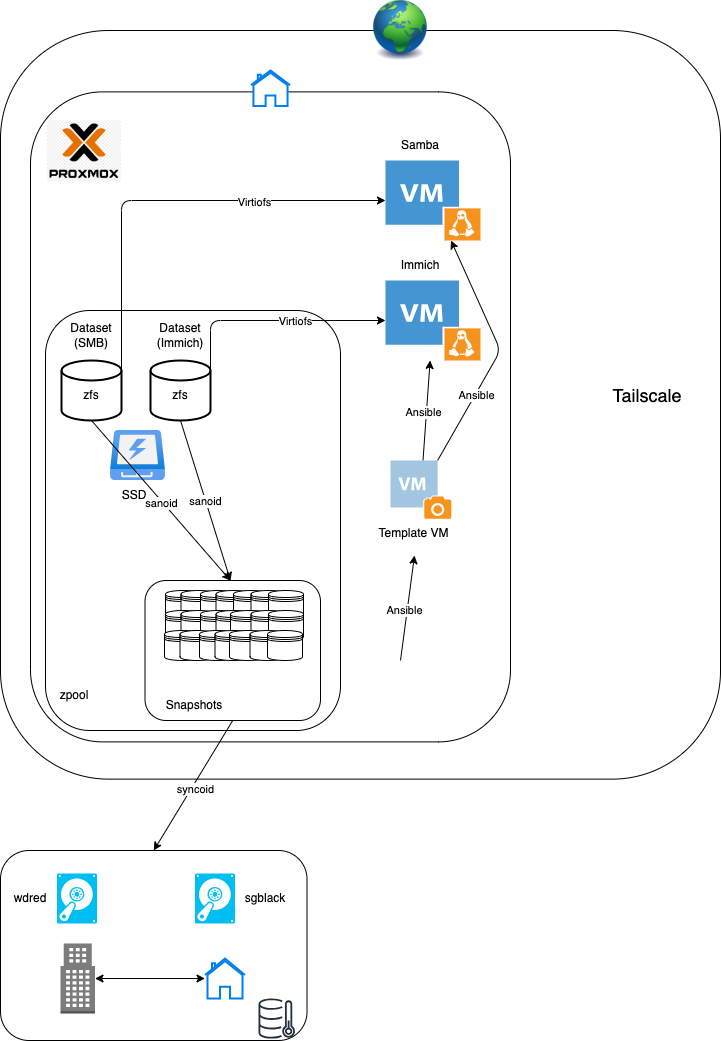 PROXMOX
Samba
VM
Virtiofs
Immich
VM
Virtiofs
Dataset
(SMB)
Dataset
(Immich)
zfs
zfs
Tailscale
Ansible
Ansible
VM
SSD
sanoid
sanoid
Template VM
Ansible
zpool
Snapshots
syncoid
wdred
sgblack